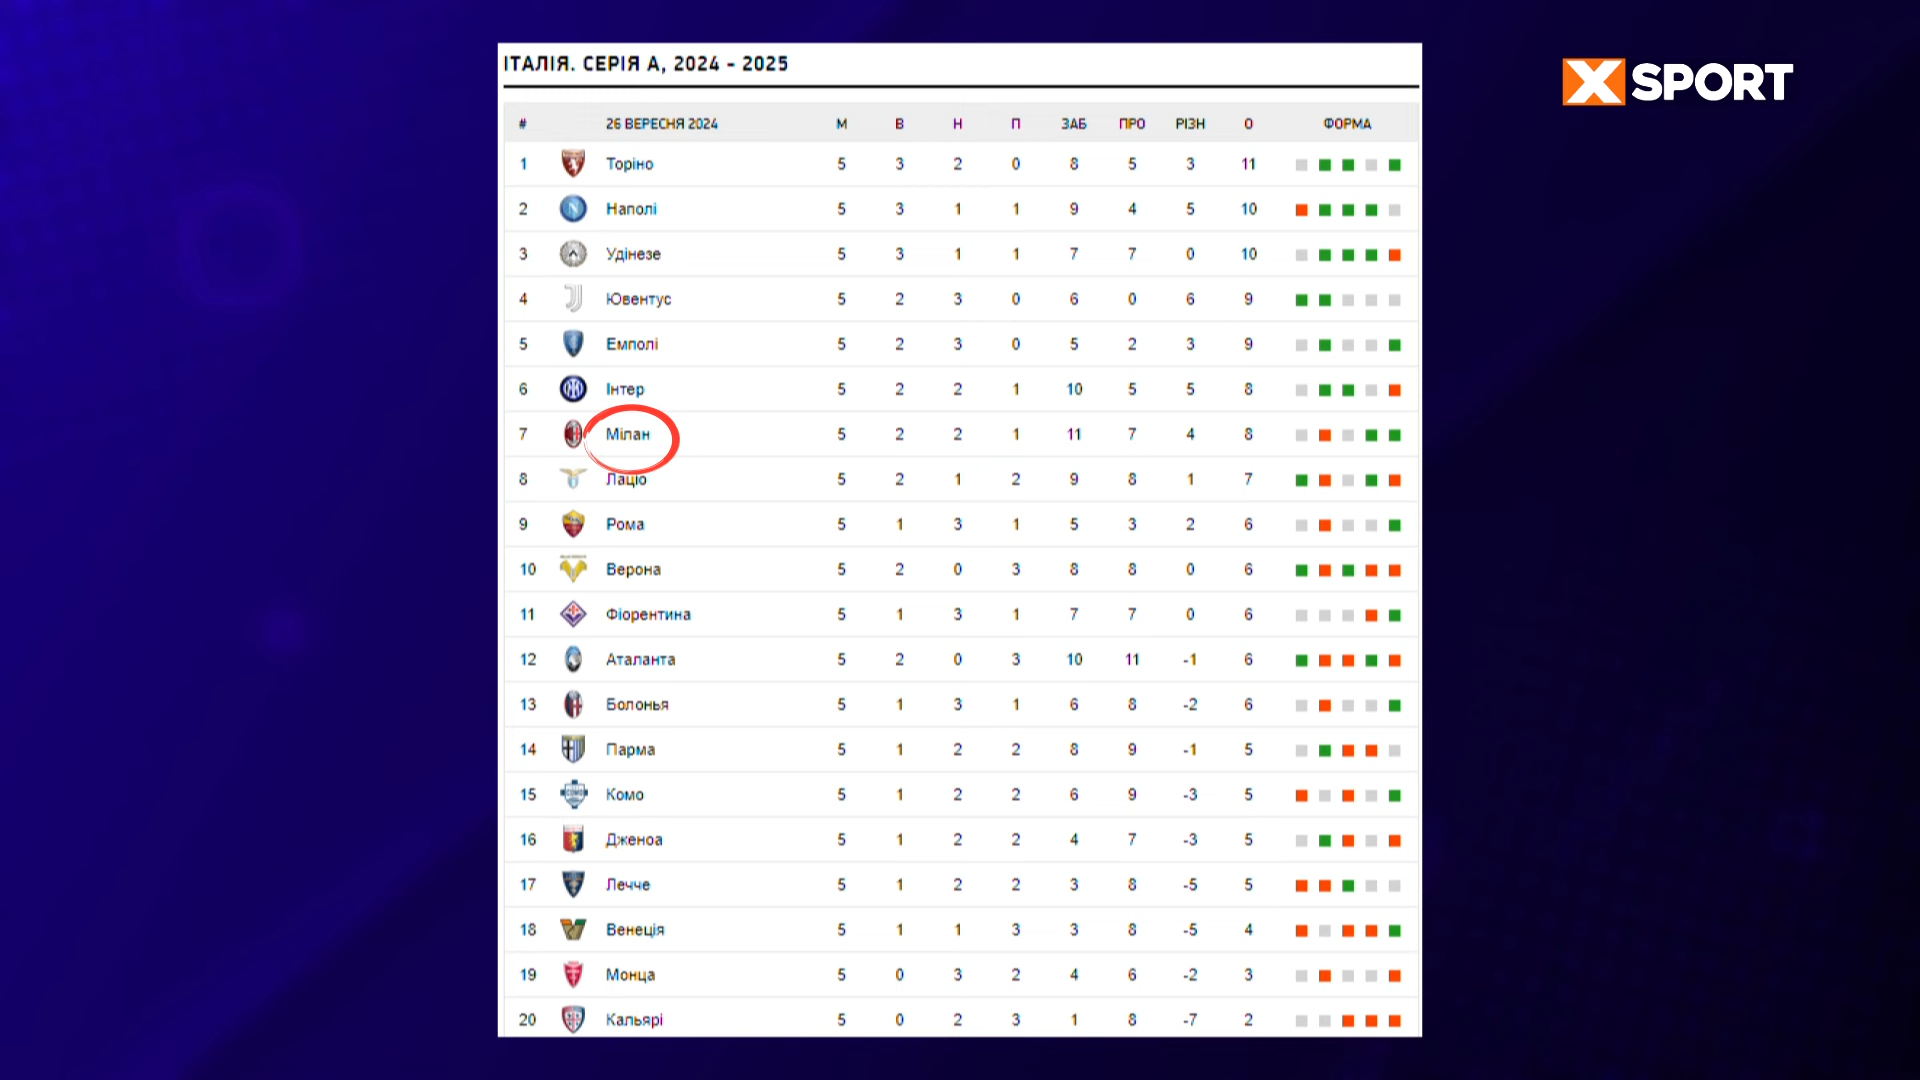 ІТАЛІЯ. СЕРІЯ А, 2024 - 2025
X SPORT
# 26 ВЕРЕСНЯ 2024 М В Н П ЗАБ ПРО РІЗН О ФОРМА
1 Торіно 5 3 2 0 8 5 3 11
2 Наполі 5 3 1 1 9 4 5 10
3 Удінезе 5 3 1 1 7 7 0 10
4 Ювентус 5 2 3 0 6 0 6 9
5 Емполі 5 2 3 0 5 2 3 9
6 Інтер 5 2 2 1 10 5 5 8
7 Мілан 5 2 2 1 11 7 4 8
8 Лаціо 5 2 1 2 9 8 1 7
9 Рома 5 1 3 1 5 3 2 6
10 Верона 5 2 0 3 8 8 0 6
11 Фіорентина 5 1 3 1 7 7 0 6
12 Аталанта 5 2 0 3 10 11 -1 6
13 Болонья 5 1 3 1 6 8 -2 6
14 Парма 5 1 2 2 8 9 -1 5
15 Комо 5 1 2 2 6 9 -3 5
16 Дженоа 5 1 2 2 4 7 -3 5
17 Лечче 5 1 2 2 3 8 -5 5
18 Венеція 5 1 1 3 3 8 -5 4
19 Монца 5 0 3 2 4 6 -2 3
20 Кальярі 5 0 2 3 1 8 -7 2